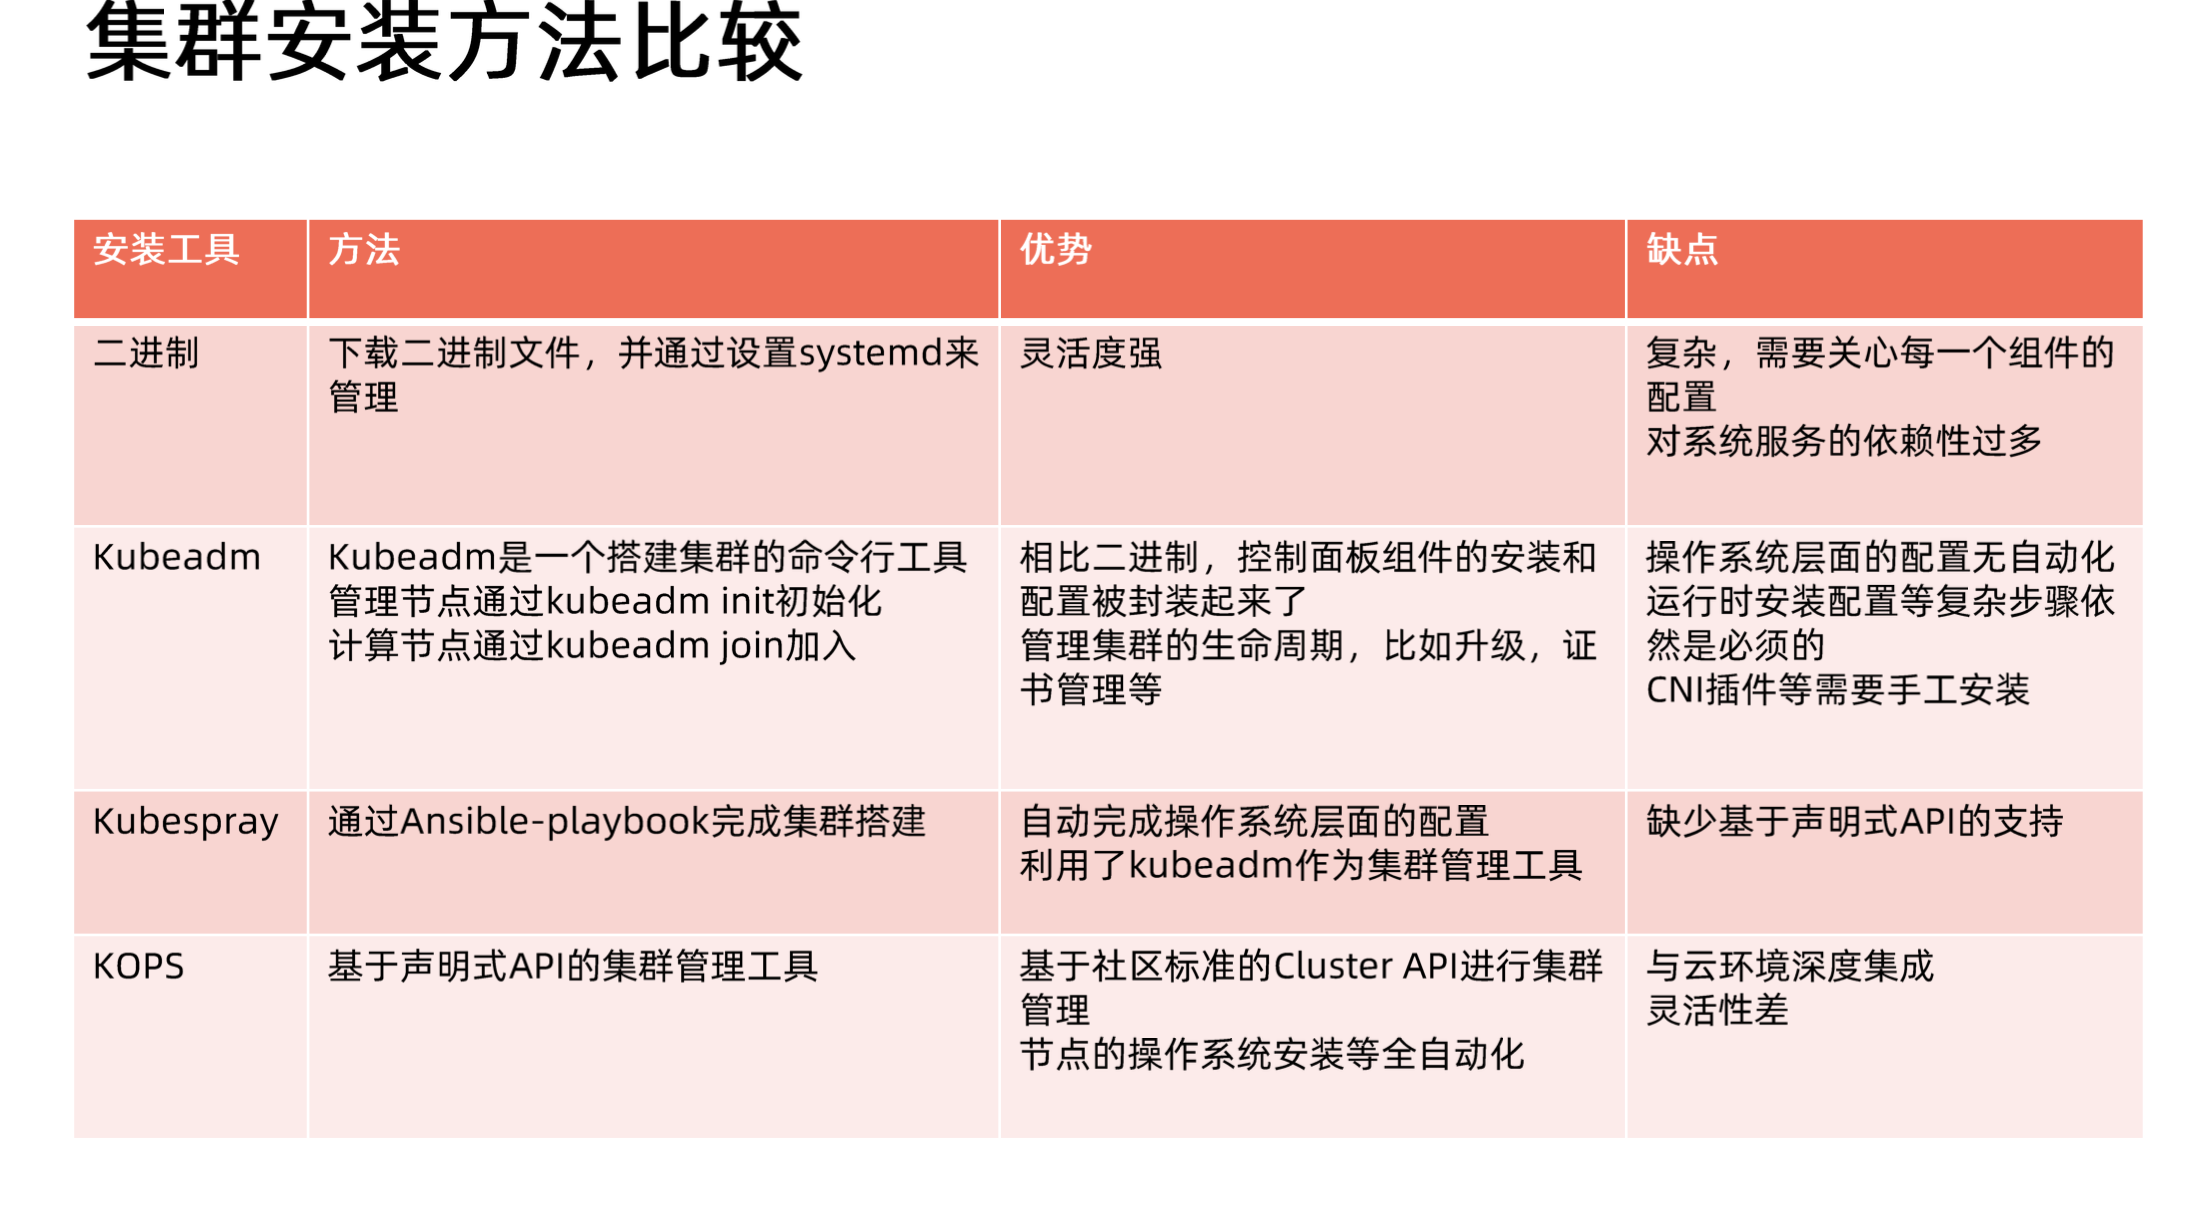 集群安装方法比较
安装工具
方法
优势
缺点
二进制
下载二进制文件，并通过设置systemd来
管理
灵活度强
复杂，需要关心每一个组件的
配置
对系统服务的依赖性过多
Kubeadm
Kubeadm是一个搭建集群的命令行工具
管理节点通过kubeadm init初始化
计算节点通过kubeadm join加入
相比二进制，控制面板组件的安装和
配置被封装起来了
管理集群的生命周期，比如升级，证
书管理等
操作系统层面的配置无自动化
运行时安装配置等复杂步骤依
然是必须的
CNI插件等需要手工安装
Kubespray
通过Ansible-playbook完成集群搭建
自动完成操作系统层面的配置
利用了kubeadm作为集群管理工具
缺少基于声明式API的支持
KOPS
基于声明式API的集群管理工具
基于社区标准的Cluster API进行集群
管理
节点的操作系统安装等全自动化
与云环境深度集成
灵活性差